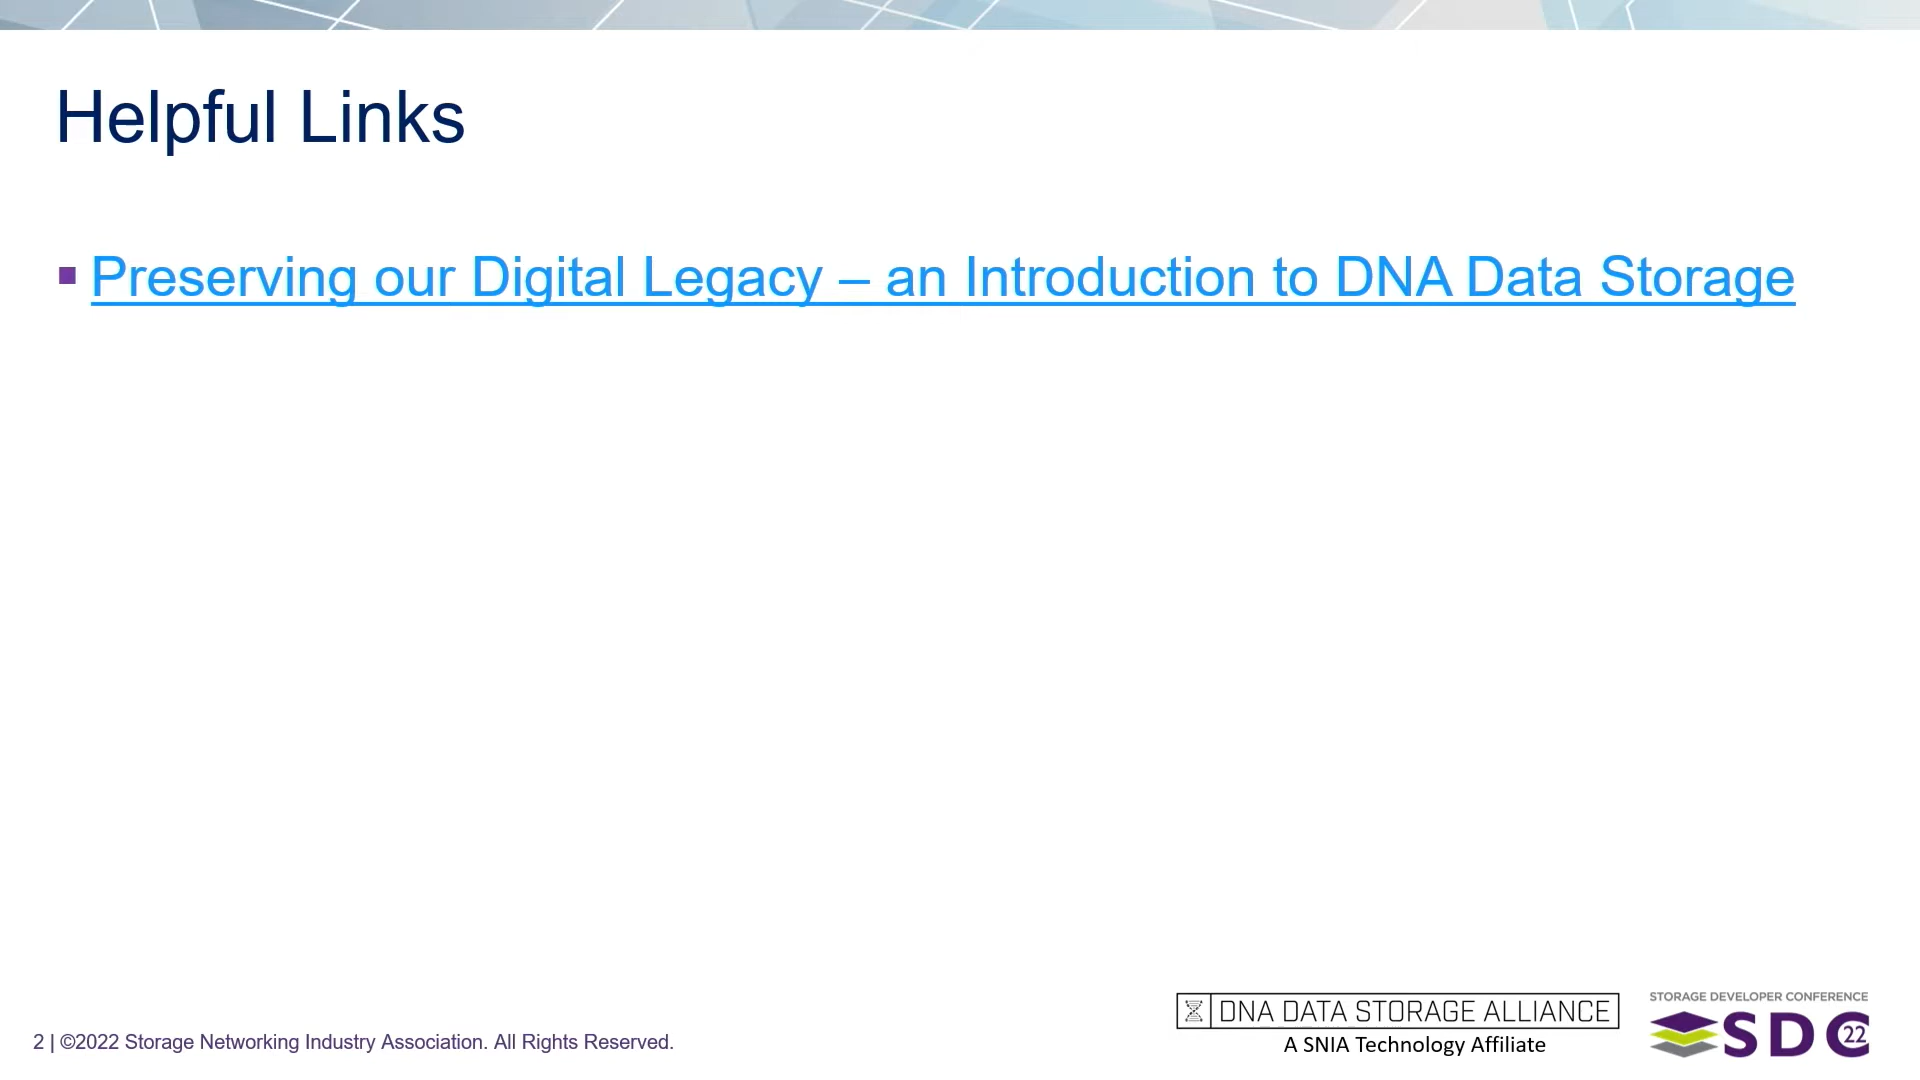 Helpful Links
▪ Preserving our Digital Legacy – an Introduction to DNA Data Storage
2 | ©2022 Storage Networking Industry Association. All Rights Reserved.
DNA DATA STORAGE ALLIANCE
A SNIA Technology Affiliate
STORAGE DEVELOPER CONFERENCE
SDC 22